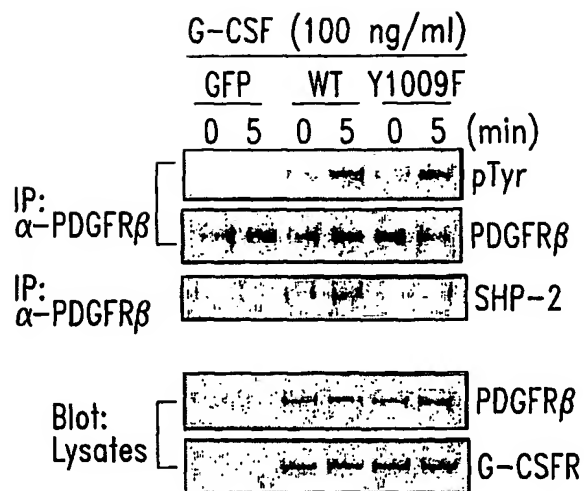 G-CSF (100 ng/ml)
GFP WT Y1009F
0 5 0 5 0 5 (min)
IP:
α-PDGFRβ
pTyr
PDGFRβ
IP:
α-PDGFRβ
SHP-2
Blot:
Lysates
PDGFRβ
G-CSFR